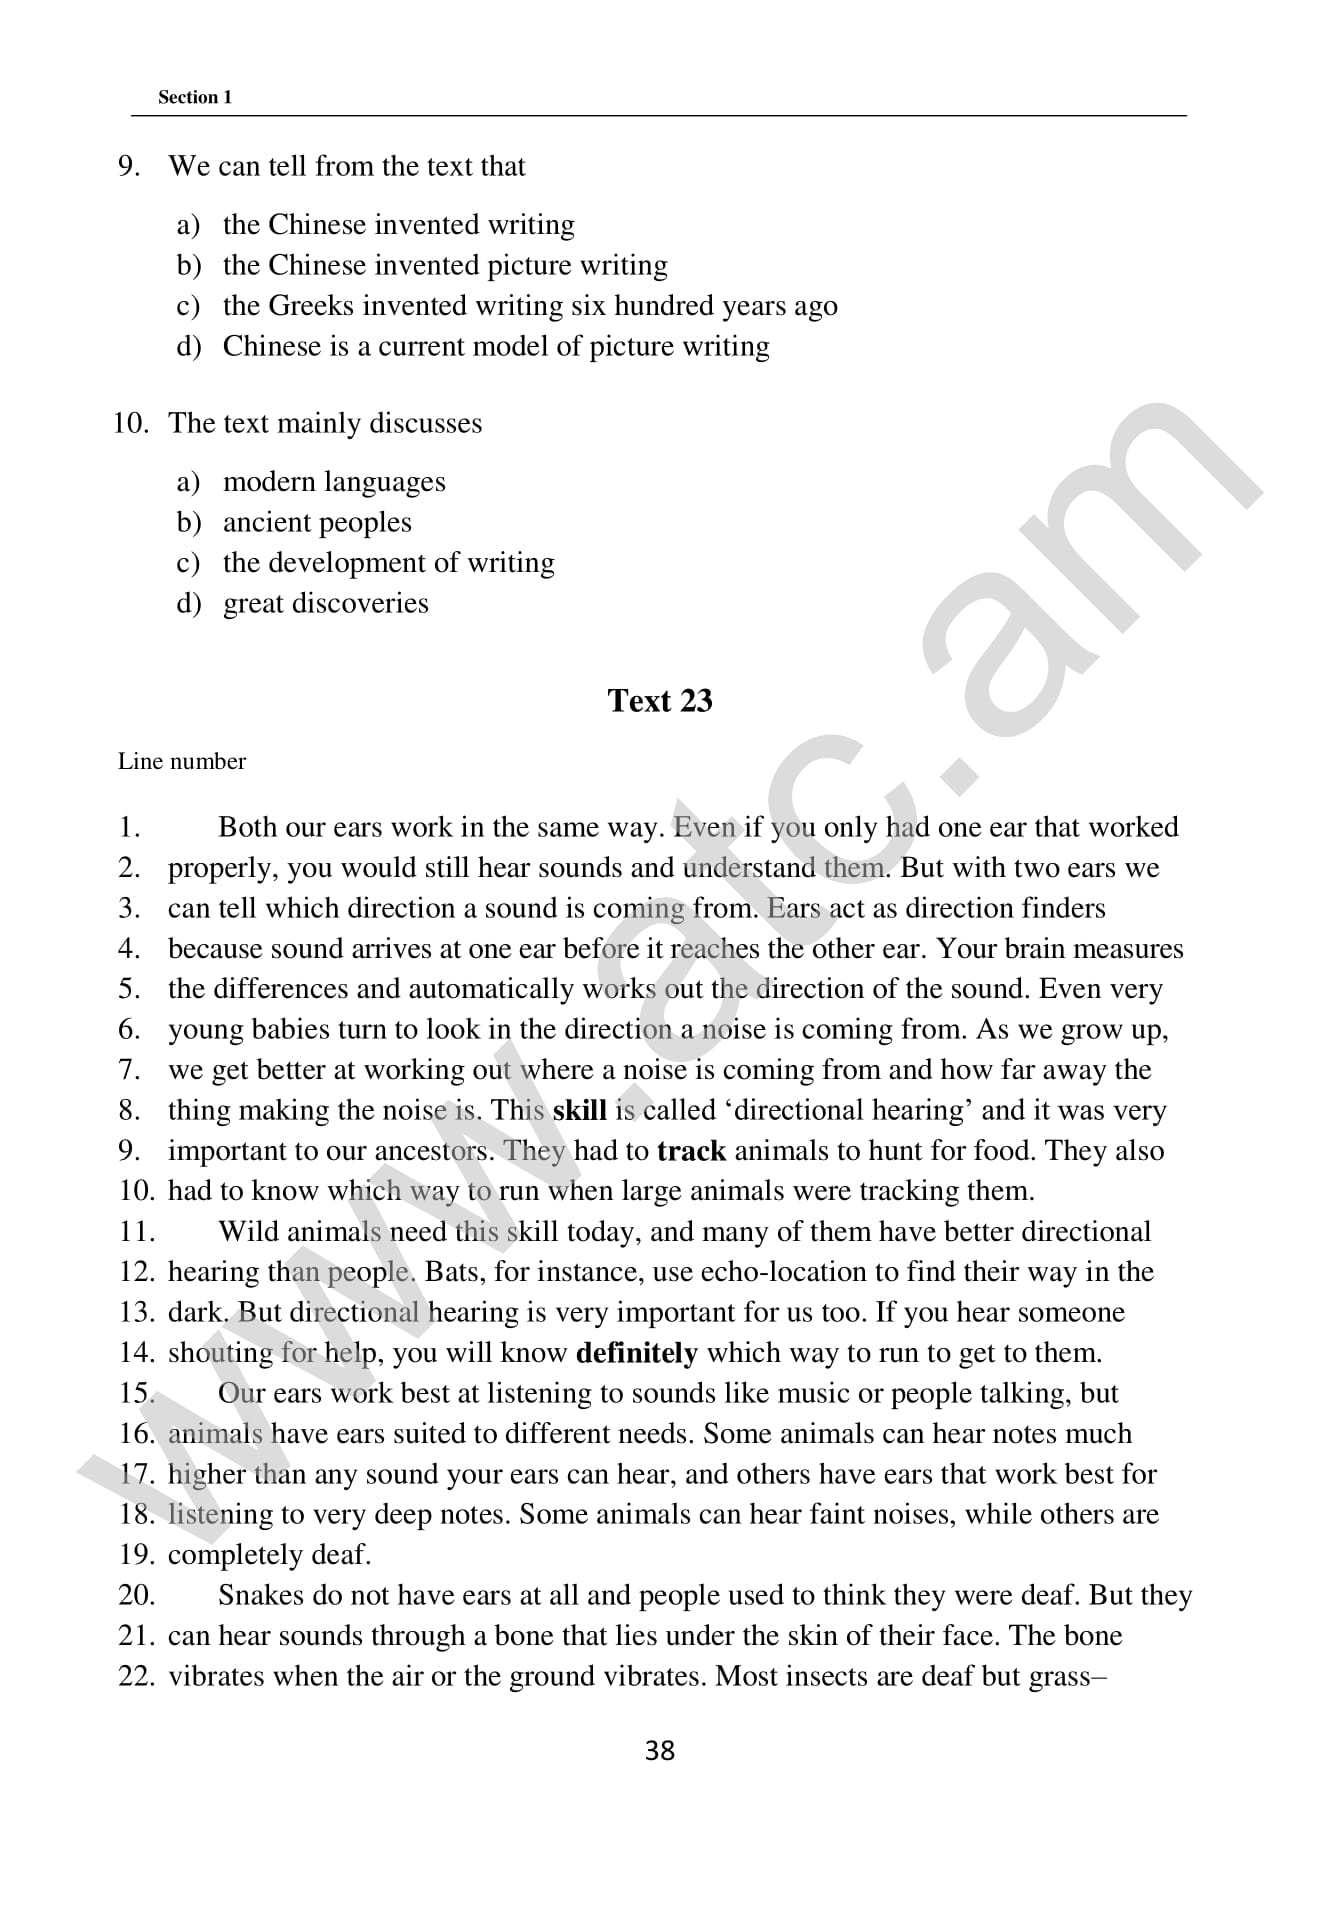 Section 1
9. We can tell from the text that
a) the Chinese invented writing
b) the Chinese invented picture writing
c) the Greeks invented writing six hundred years ago
d) Chinese is a current model of picture writing
10. The text mainly discusses
a) modern languages
b) ancient peoples
c) the development of writing
d) great discoveries
Text 23
Line number
1. Both our ears work in the same way. Even if you only had one ear that worked
2. properly, you would still hear sounds and understand them. But with two ears we
3. can tell which direction a sound is coming from. Ears act as direction finders
4. because sound arrives at one ear before it reaches the other ear. Your brain measures
5. the differences and automatically works out the direction of the sound. Even very
6. young babies turn to look in the direction a noise is coming from. As we grow up,
7. we get better at working out where a noise is coming from and how far away the
8. thing making the noise is. This skill is called ‘directional hearing’ and it was very
9. important to our ancestors. They had to track animals to hunt for food. They also
10. had to know which way to run when large animals were tracking them.
11. Wild animals need this skill today, and many of them have better directional
12. hearing than people. Bats, for instance, use echo-location to find their way in the
13. dark. But directional hearing is very important for us too. If you hear someone
14. shouting for help, you will know definitely which way to run to get to them.
15. Our ears work best at listening to sounds like music or people talking, but
16. animals have ears suited to different needs. Some animals can hear notes much
17. higher than any sound your ears can hear, and others have ears that work best for
18. listening to very deep notes. Some animals can hear faint noises, while others are
19. completely deaf.
20. Snakes do not have ears at all and people used to think they were deaf. But they
21. can hear sounds through a bone that lies under the skin of their face. The bone
22. vibrates when the air or the ground vibrates. Most insects are deaf but grass–
38
www.atc.am